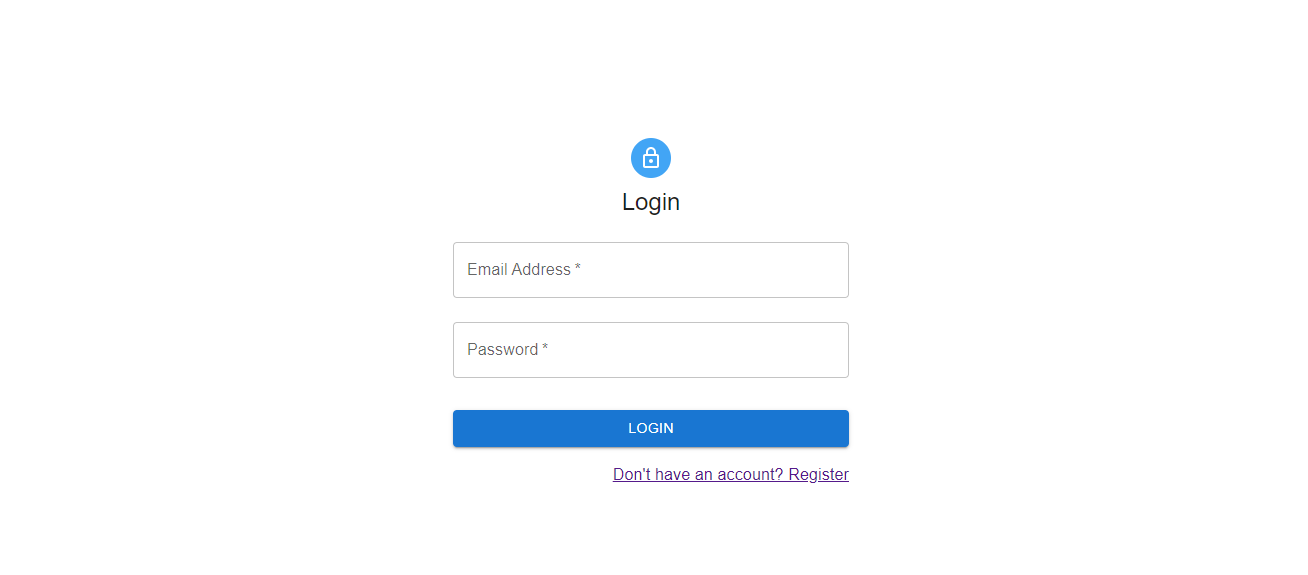 Login
Email Address *
Password *
LOGIN
Don't have an account? Register